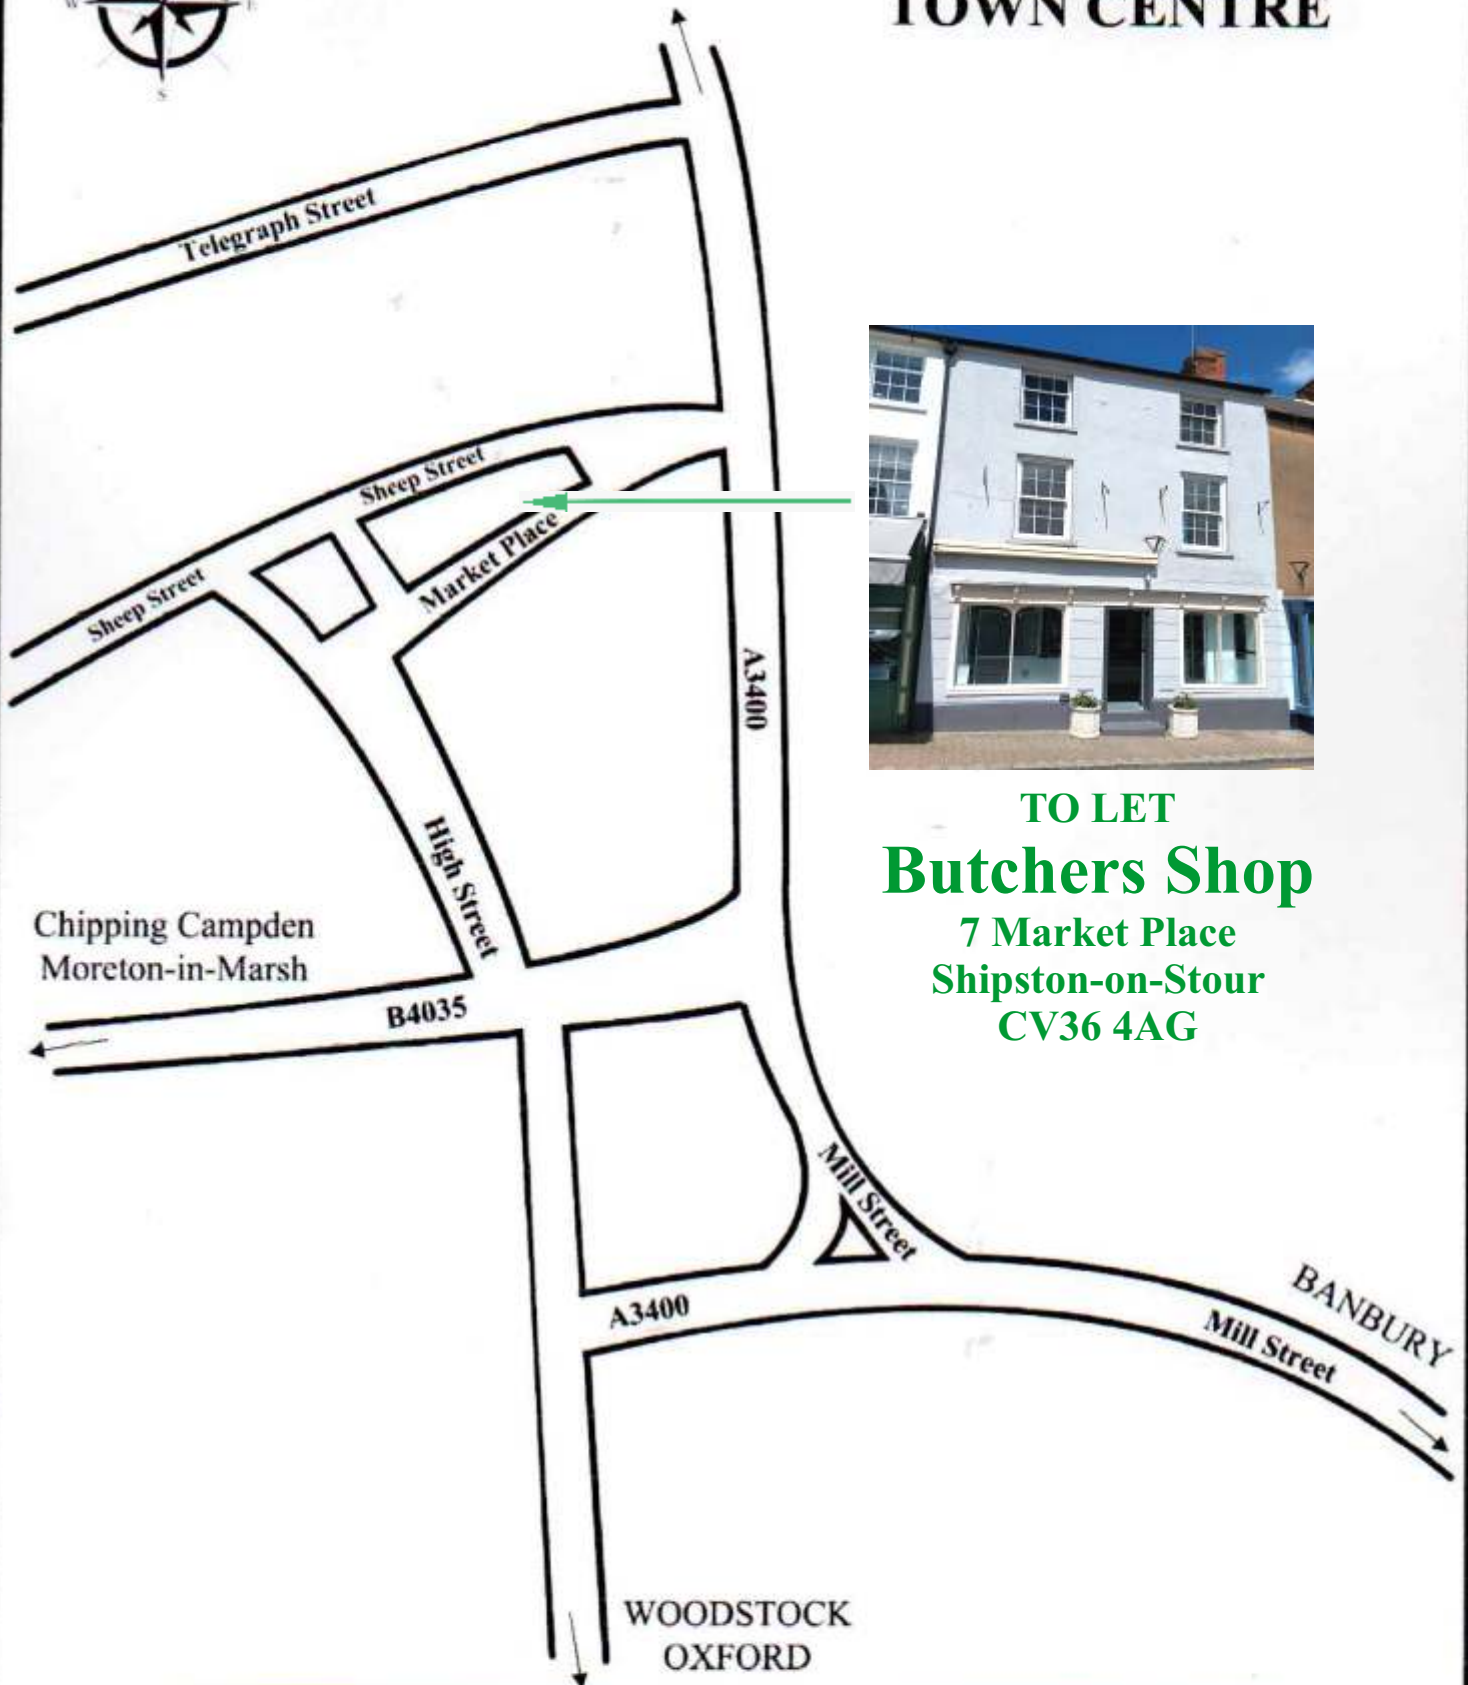 TOWN CENTRE
W
E
S
Telegraph Street
Sheep Street
Sheep Street
Market Place
A3400
TO LET
Butchers Shop
7 Market Place
Shipston-on-Stour
CV36 4AG
High Street
Chipping Campden
Moreton-in-Marsh
B4035
Mill Street
A3400
BANBURY
Mill Street
WOODSTOCK
OXFORD